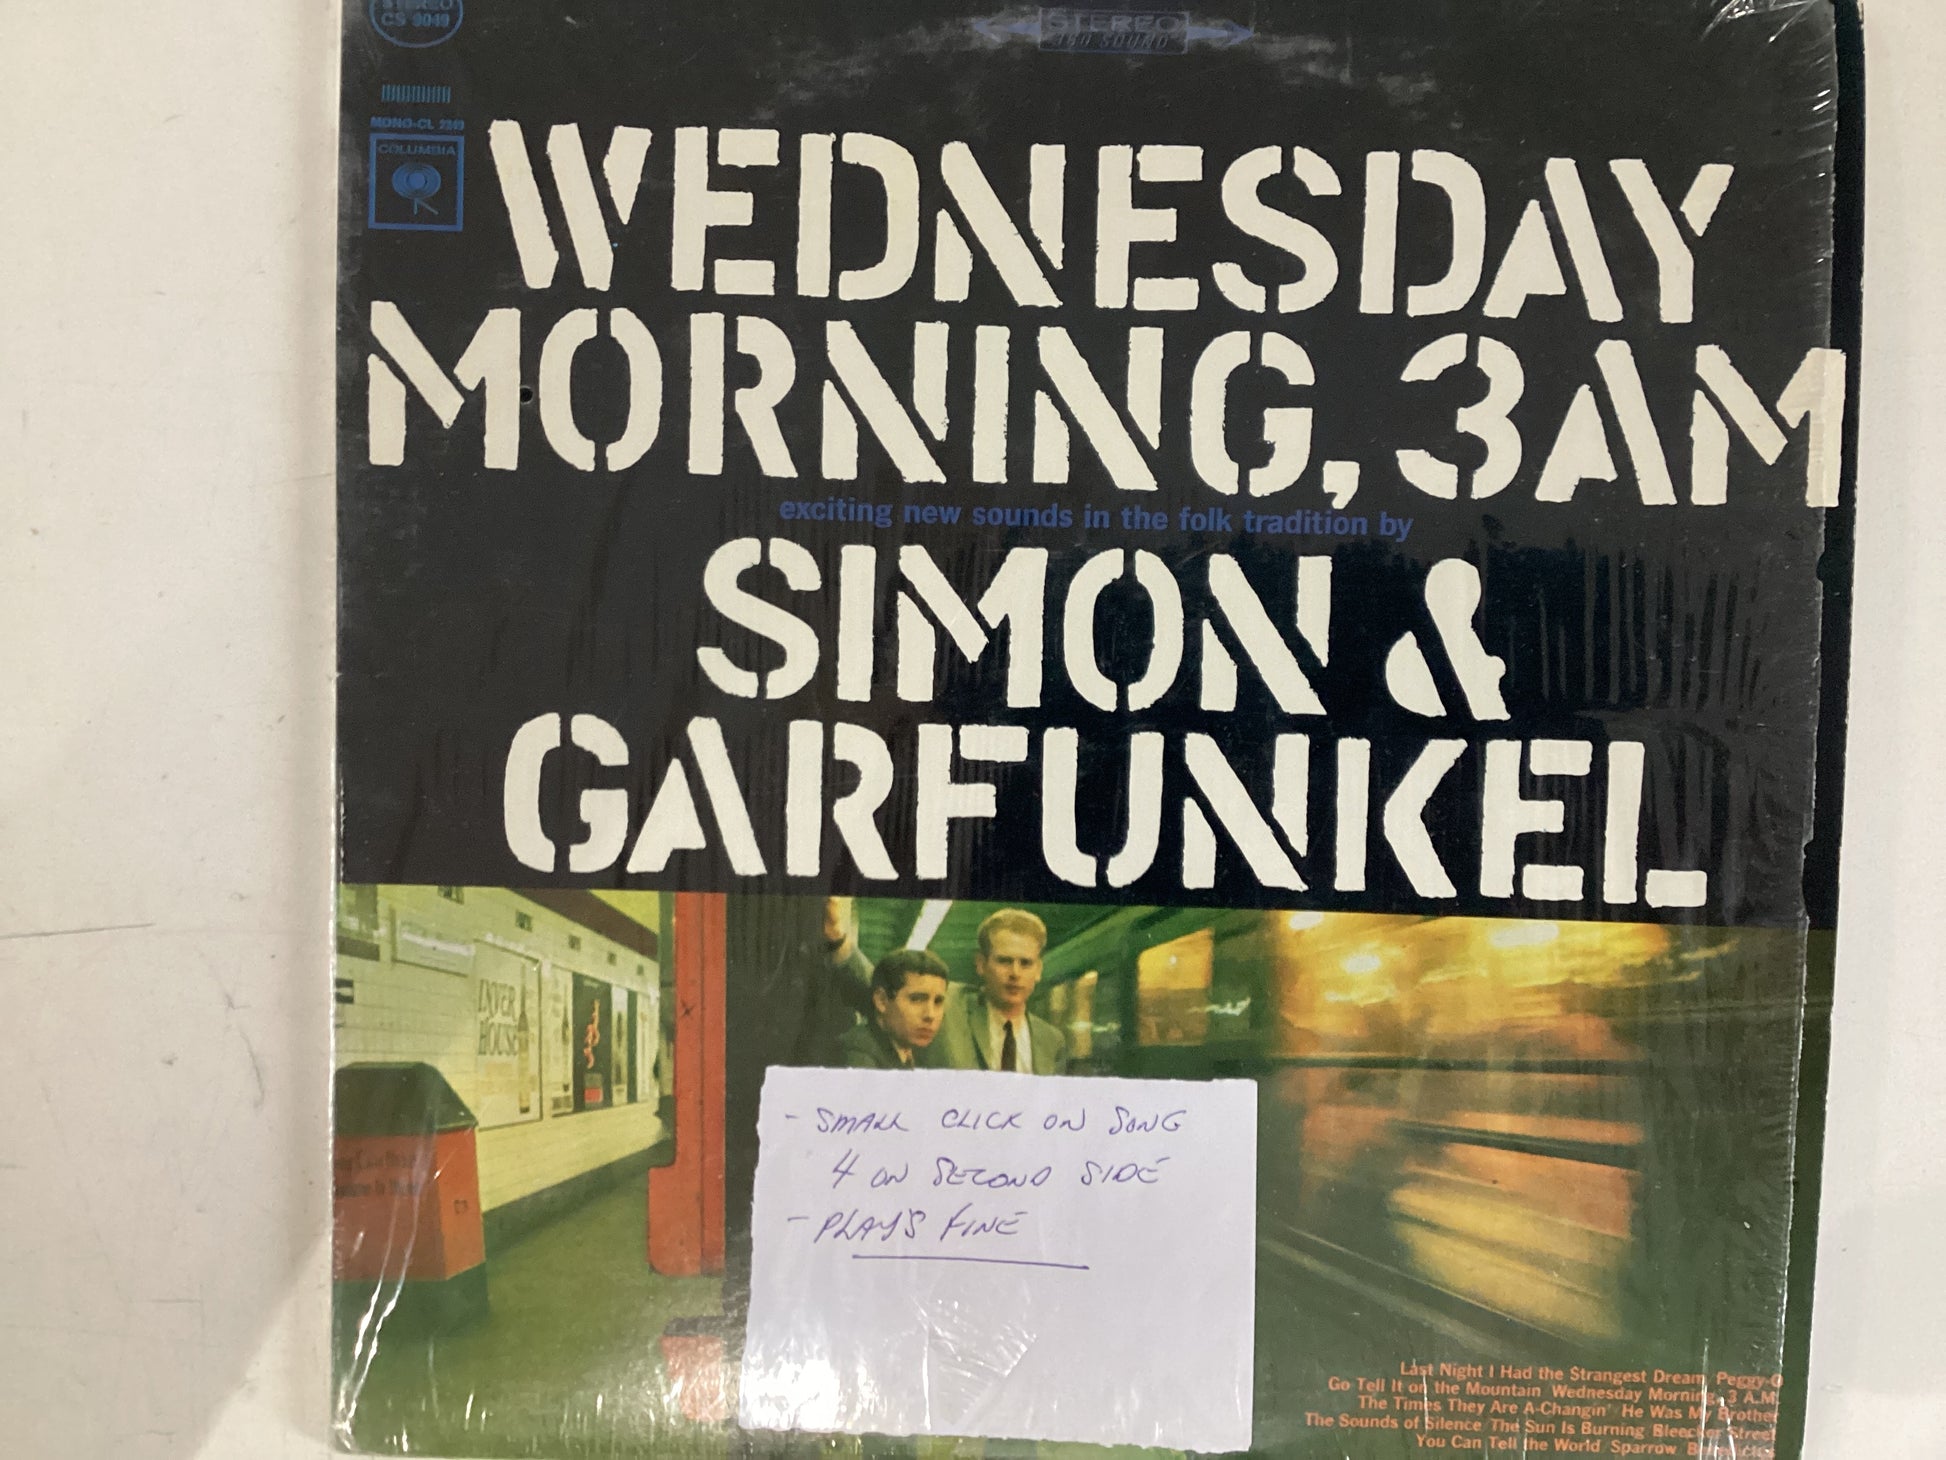 STEREO
CS 9049
STEREO
360 SOUND
MONO-CL 2249
COLUMBIA
WEDNESDAY
MORNING, 3AM
exciting new sounds in the folk tradition by
SIMON &
GARFUNKEL
INVER
HOUSE
- SMALL CLICK ON SONG
4 ON SECOND SIDE
- PLAYS FINE
Last Night I Had the Strangest Dream Peggy-O
Go Tell It on the Mountain Wednesday Morning, 3 A.M.
The Times They Are A-Changin' He Was My Brother
The Sounds of Silence The Sun Is Burning Bleecker Street
You Can Tell the World Sparrow Benedictus